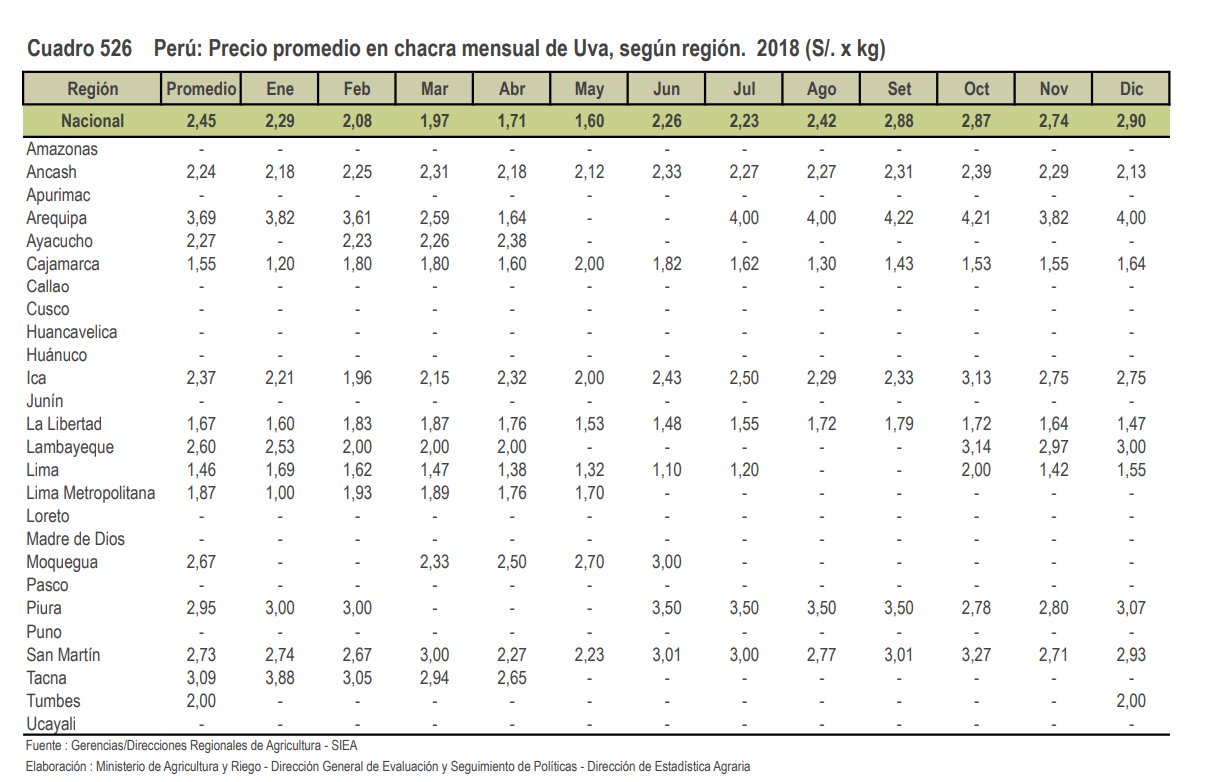 Cuadro 526 Perú: Precio promedio en chacra mensual de Uva, según región. 2018 (S/. x kg)
Región Promedio Ene Feb Mar Abr May Jun Jul Ago Set Oct Nov Dic
Nacional 2,45 2,29 2,08 1,97 1,71 1,60 2,26 2,23 2,42 2,88 2,87 2,74 2,90
Amazonas - - - - - - - - - - - - -
Ancash 2,24 2,18 2,25 2,31 2,18 2,12 2,33 2,27 2,27 2,31 2,39 2,29 2,13
Apurimac - - - - - - - - - - - - -
Arequipa 3,69 3,82 3,61 2,59 1,64 - - 4,00 4,00 4,22 4,21 3,82 4,00
Ayacucho 2,27 - 2,23 2,26 2,38 - - - - - - - -
Cajamarca 1,55 1,20 1,80 1,80 1,60 2,00 1,82 1,62 1,30 1,43 1,53 1,55 1,64
Callao - - - - - - - - - - - - -
Cusco - - - - - - - - - - - - -
Huancavelica - - - - - - - - - - - - -
Huánuco - - - - - - - - - - - - -
Ica 2,37 2,21 1,96 2,15 2,32 2,00 2,43 2,50 2,29 2,33 3,13 2,75 2,75
Junín - - - - - - - - - - - - -
La Libertad 1,67 1,60 1,83 1,87 1,76 1,53 1,48 1,55 1,72 1,79 1,72 1,64 1,47
Lambayeque 2,60 2,53 2,00 2,00 2,00 - - - - - 3,14 2,97 3,00
Lima 1,46 1,69 1,62 1,47 1,38 1,32 1,10 1,20 - - 2,00 1,42 1,55
Lima Metropolitana 1,87 1,00 1,93 1,89 1,76 1,70 - - - - - - -
Loreto - - - - - - - - - - - - -
Madre de Dios - - - - - - - - - - - - -
Moquegua 2,67 - - 2,33 2,50 2,70 3,00 - - - - - -
Pasco - - - - - - - - - - - - -
Piura 2,95 3,00 3,00 - - - 3,50 3,50 3,50 3,50 2,78 2,80 3,07
Puno - - - - - - - - - - - - -
San Martín 2,73 2,74 2,67 3,00 2,27 2,23 3,01 3,00 2,77 3,01 3,27 2,71 2,93
Tacna 3,09 3,88 3,05 2,94 2,65 - - - - - - - -
Tumbes 2,00 - - - - - - - - - - - 2,00
Ucayali - - - - - - - - - - - - -
Fuente : Gerencias/Direcciones Regionales de Agricultura - SIEA
Elaboración : Ministerio de Agricultura y Riego - Dirección General de Evaluación y Seguimiento de Políticas - Dirección de Estadística Agraria